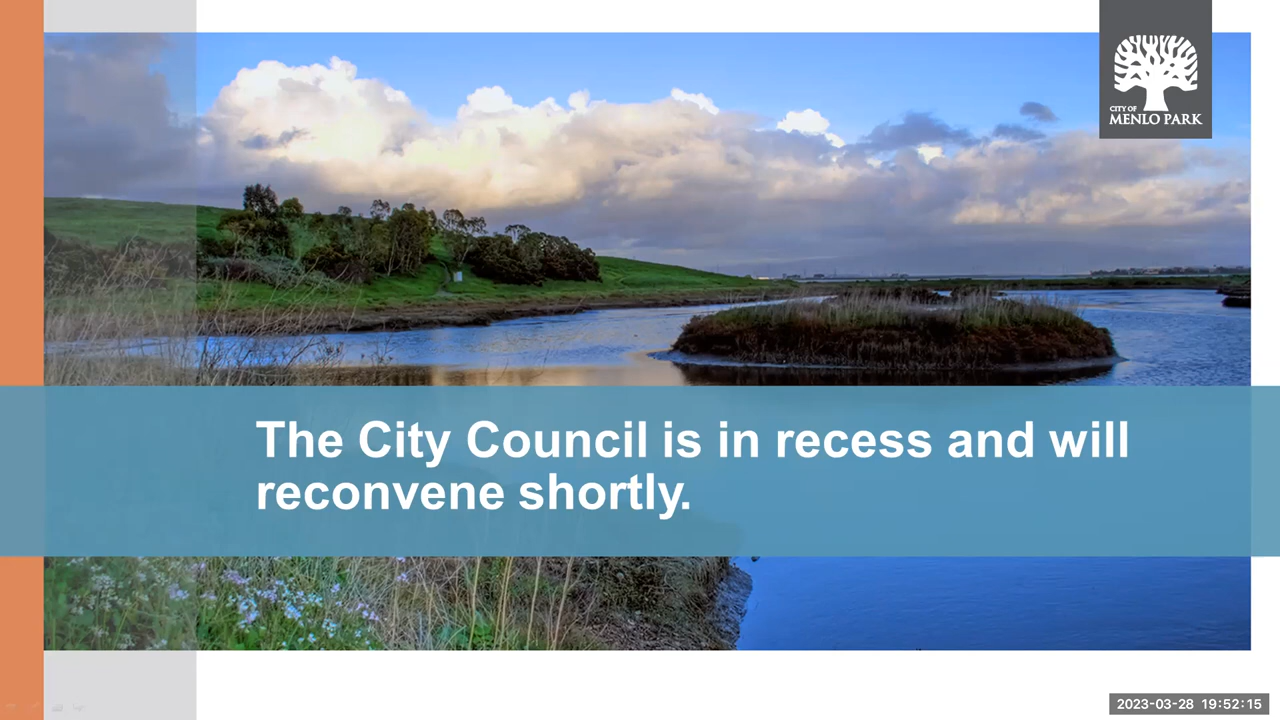 CITY OF
MENLO PARK
The City Council is in recess and will
reconvene shortly.
2023-03-28 19:52:15